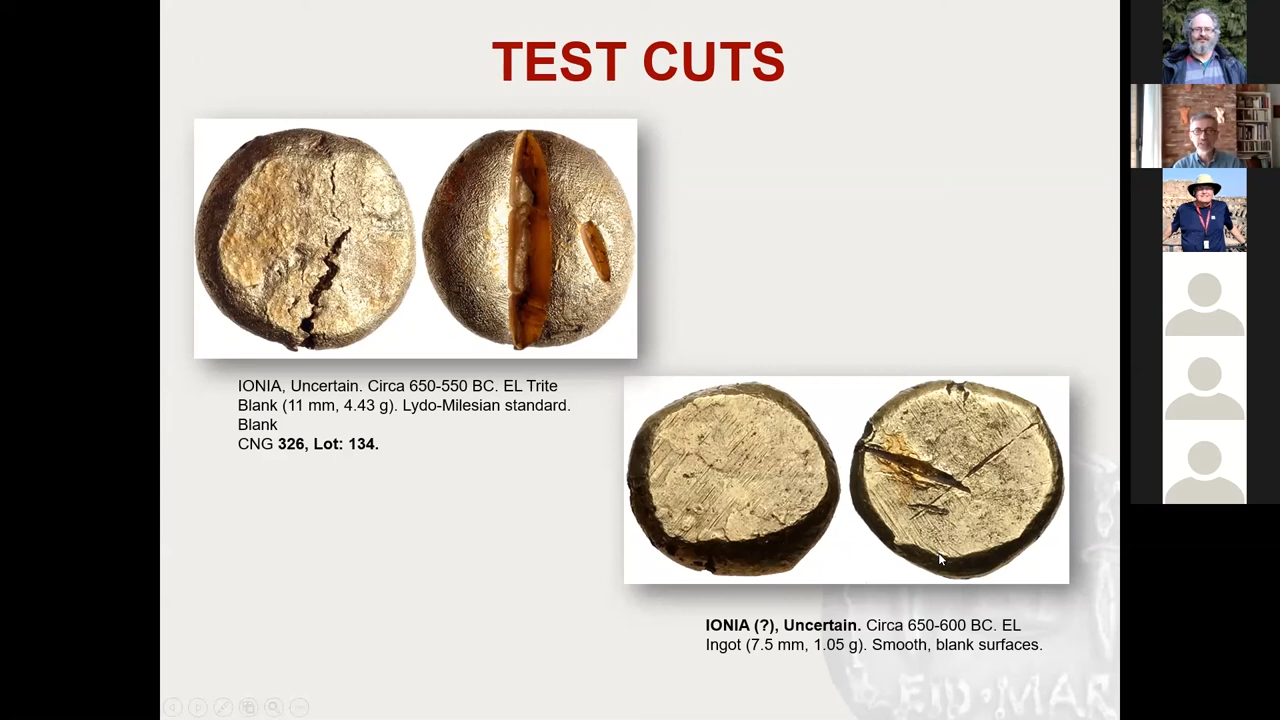 TEST CUTS
IONIA, Uncertain. Circa 650-550 BC. EL Trite
Blank (11 mm, 4.43 g). Lydo-Milesian standard.
Blank
CNG 326, Lot: 134.
IONIA (?), Uncertain. Circa 650-600 BC. EL
Ingot (7.5 mm, 1.05 g). Smooth, blank surfaces.
EID·MAR